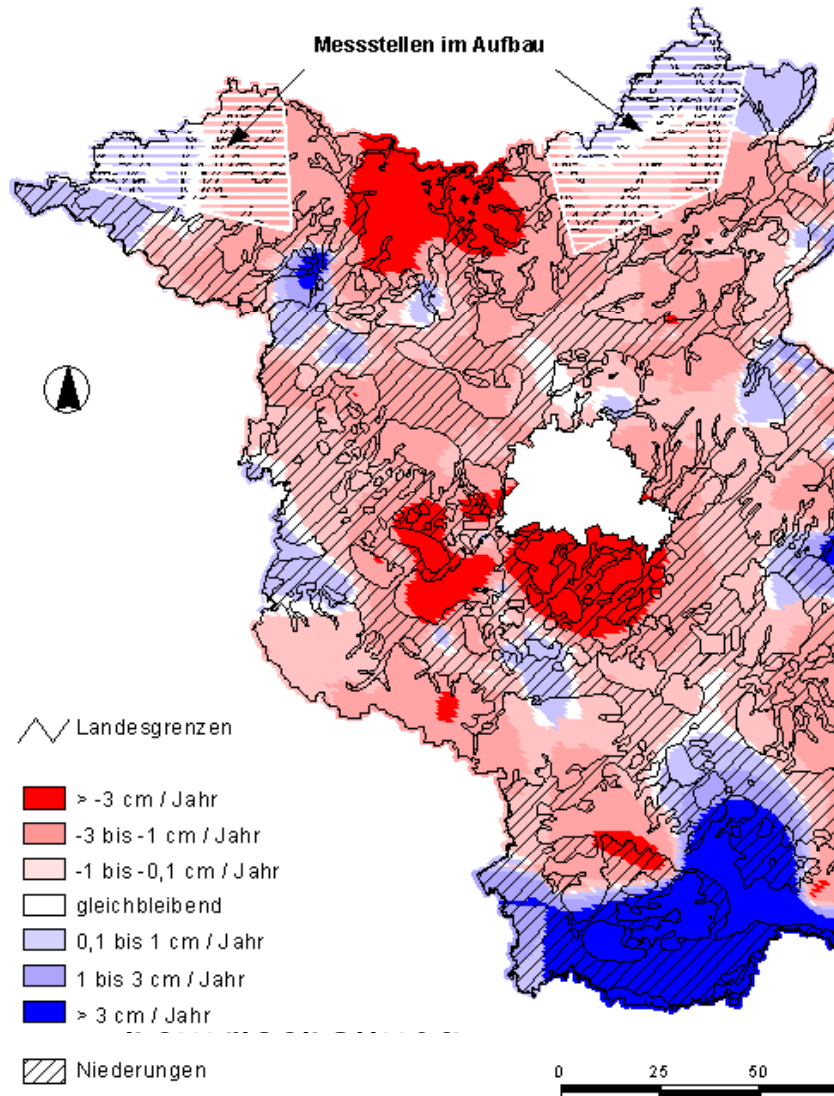 Messstellen im Aufbau
Landesgrenzen
> -3 cm / Jahr
-3 bis -1 cm / Jahr
-1 bis -0,1 cm / Jahr
gleichbleibend
0,1 bis 1 cm / Jahr
1 bis 3 cm / Jahr
> 3 cm / Jahr
Niederungen
0 25 50